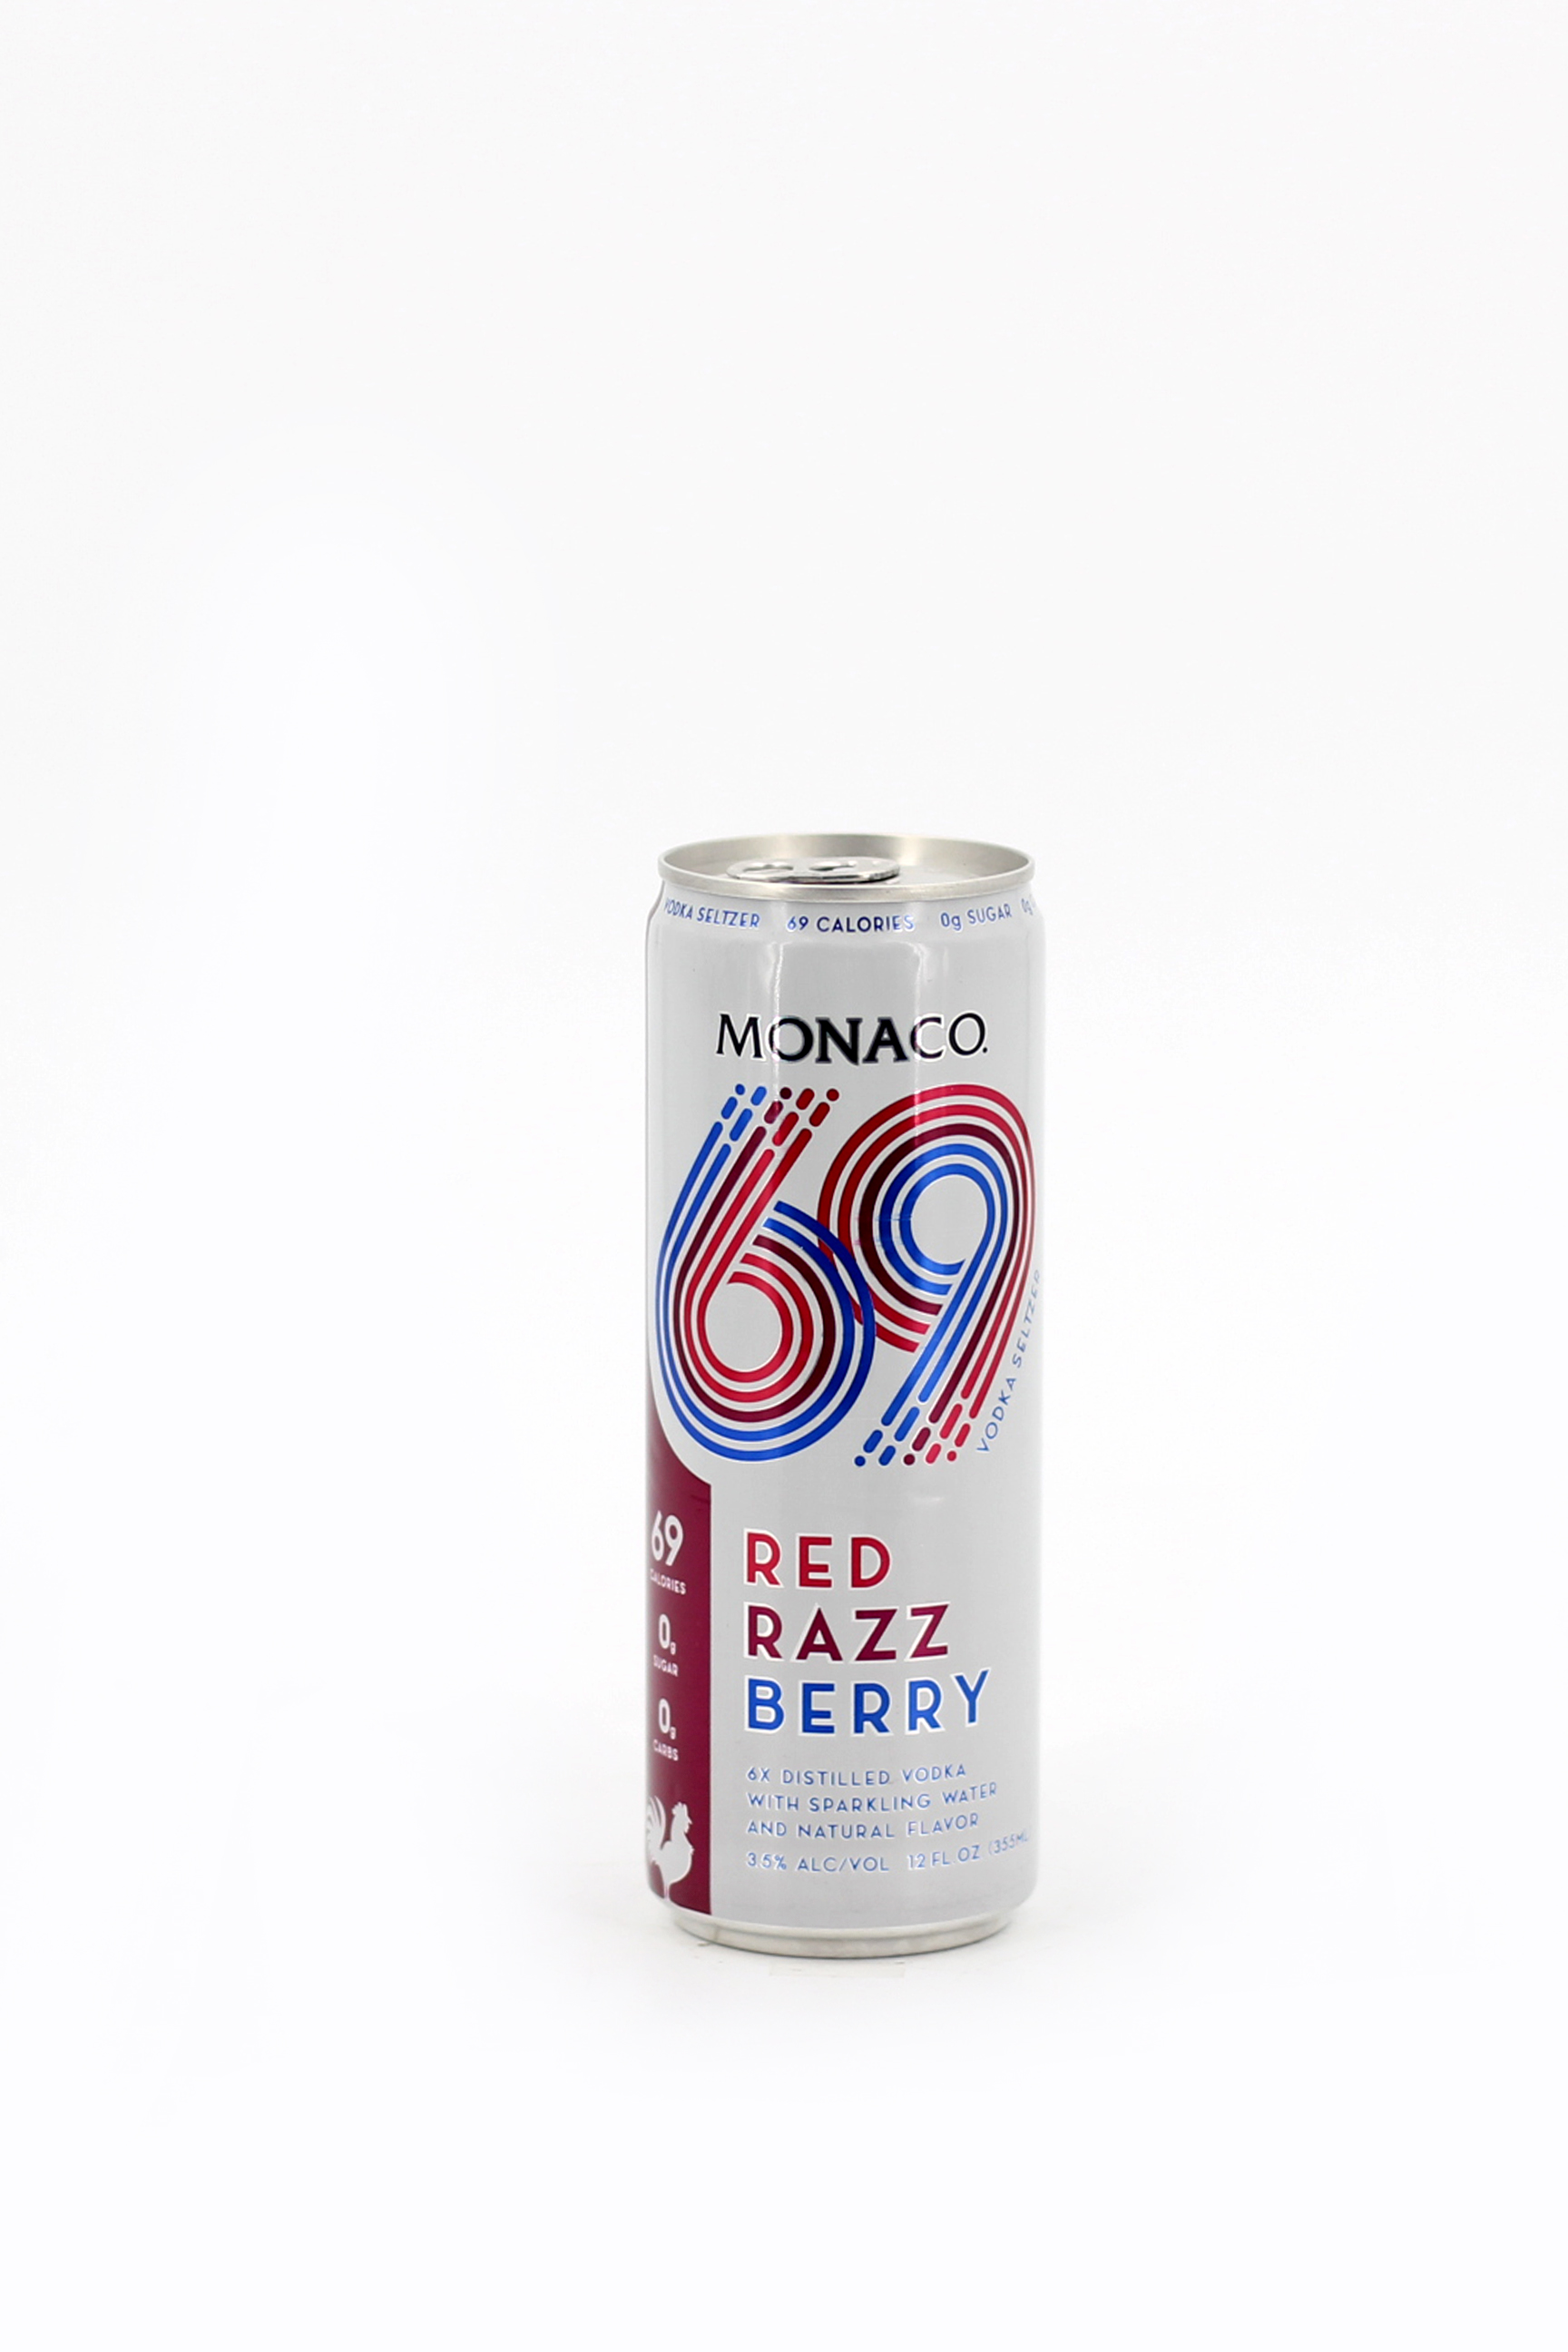 VODKA SELTZER 69 CALORIES 0g SUGAR 0g
MONACO.
69
VODKA SELTZER
69
CALORIES
0g
SUGAR
0g
CARBS
RED
RAZZ
BERRY
6X DISTILLED VODKA
WITH SPARKLING WATER
AND NATURAL FLAVOR
3.5% ALC/VOL 12 FL OZ (355ML